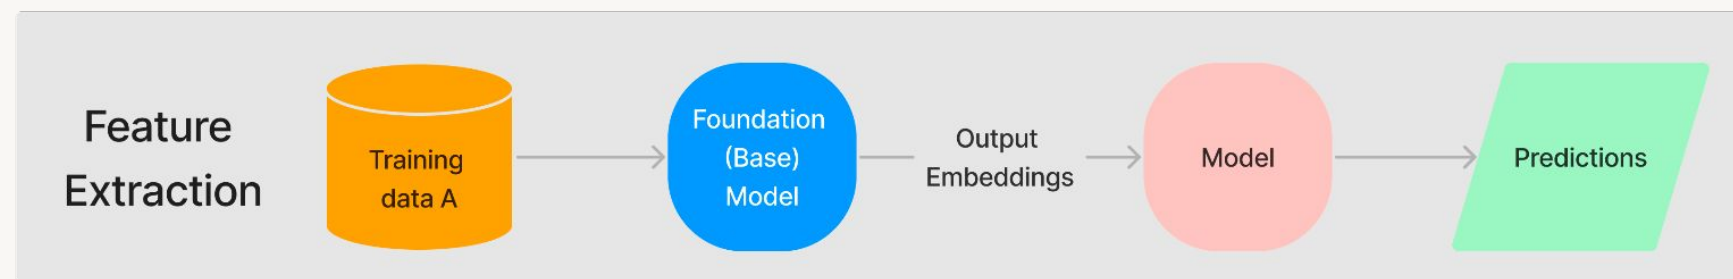 Feature
Extraction
Training
data A
Foundation
(Base)
Model
Output
Embeddings
Model
Predictions